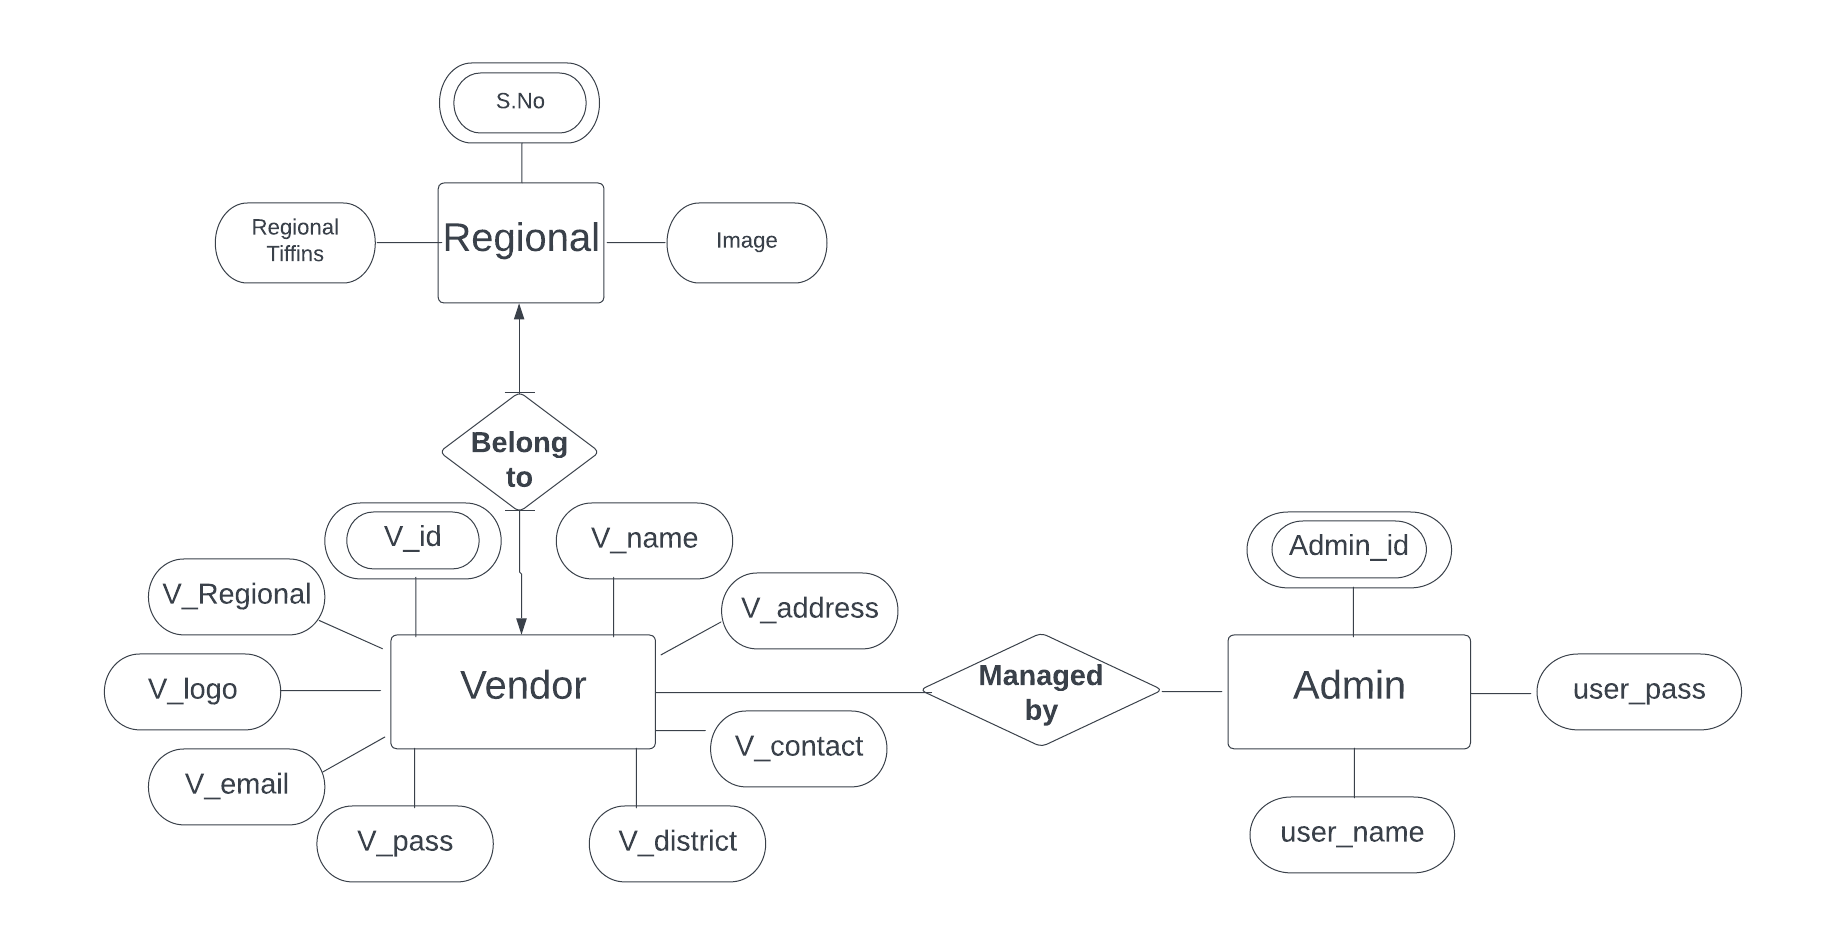 S.No
Regional
Tiffins
Regional
Image
Belong
to
V_id
V_name
V_Regional
V_address
V_logo
Vendor
V_email
V_contact
V_pass
V_district
Managed
by
Admin_id
Admin
user_pass
user_name